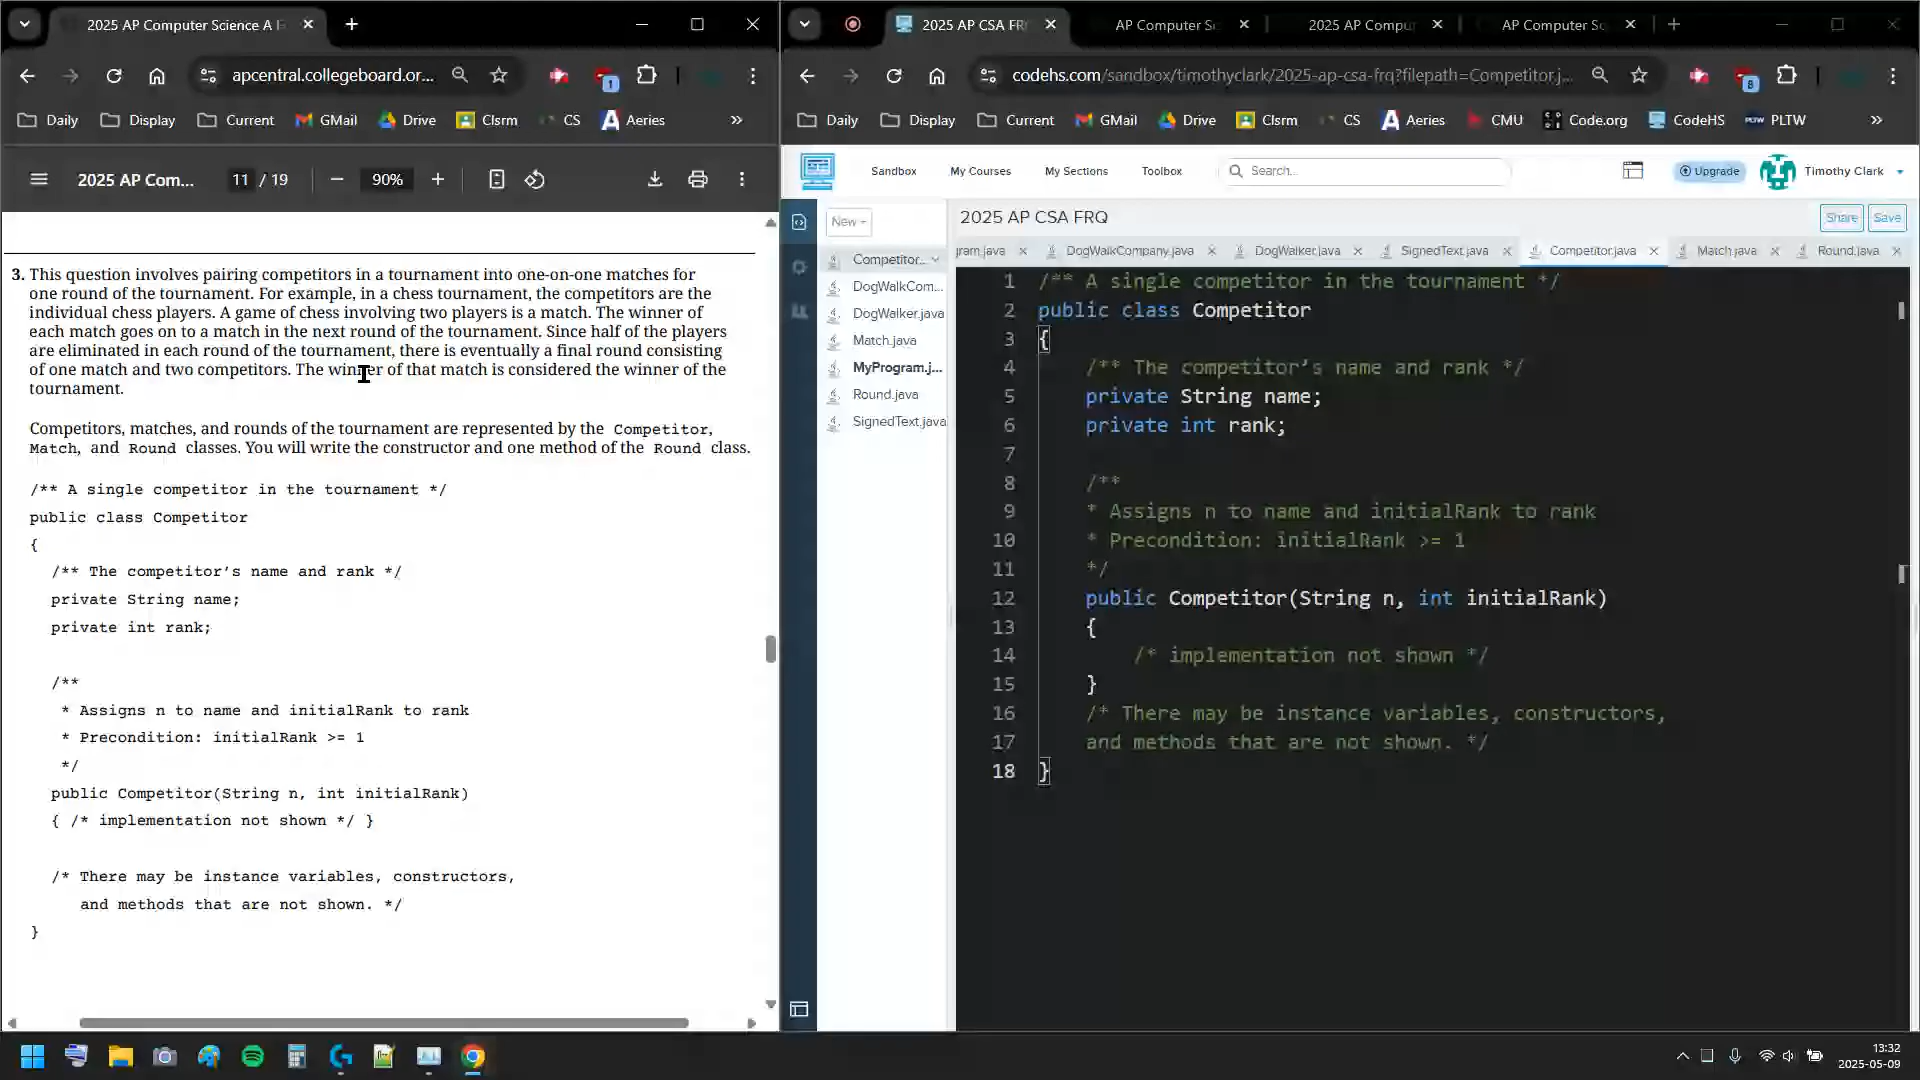 2025 AP Computer Science A F
apcentral.collegeboard.or...
1
Daily
Display
Current
GMail
Drive
Clsrm
CS
Aeries
»
2025 AP Com...
11 / 19
90%
3. This question involves pairing competitors in a tournament into one-on-one matches for
one round of the tournament. For example, in a chess tournament, the competitors are the
individual chess players. A game of chess involving two players is a match. The winner of
each match goes on to a match in the next round of the tournament. Since half of the players
are eliminated in each round of the tournament, there is eventually a final round consisting
of one match and two competitors. The winner of that match is considered the winner of the
tournament.
Competitors, matches, and rounds of the tournament are represented by the Competitor,
Match, and Round classes. You will write the constructor and one method of the Round class.
/** A single competitor in the tournament */
public class Competitor
{
/** The competitor’s name and rank */
private String name;
private int rank;
/**
* Assigns n to name and initialRank to rank
* Precondition: initialRank >= 1
*/
public Competitor(String n, int initialRank)
{ /* implementation not shown */ }
/* There may be instance variables, constructors,
and methods that are not shown. */
}
2025 AP CSA FR
AP Computer Sc
2025 AP Compu
AP Computer Sc
codehs.com/sandbox/timothyclark/2025-ap-csa-frq?filepath=Competitor.j...
8
Daily
Display
Current
GMail
Drive
Clsrm
CS
Aeries
CMU
Code.org
CodeHS
PLTW
»
Sandbox
My Courses
My Sections
Toolbox
Search...
Upgrade
Timothy Clark
New
2025 AP CSA FRQ
Share
Save
Competitor...
DogWalkCom...
DogWalker.java
Match.java
MyProgram.j...
Round.java
SignedText.java
gram.java
DogWalkCompany.java
DogWalker.java
SignedText.java
Competitor.java
Match.java
Round.java
1 /** A single competitor in the tournament */
2 public class Competitor
3 {
4 /** The competitor’s name and rank */
5 private String name;
6 private int rank;
7
8 /**
9 * Assigns n to name and initialRank to rank
10 * Precondition: initialRank >= 1
11 */
12 public Competitor(String n, int initialRank)
13 {
14 /* implementation not shown */
15 }
16 /* There may be instance variables, constructors,
17 and methods that are not shown. */
18 }
13:32
2025-05-09